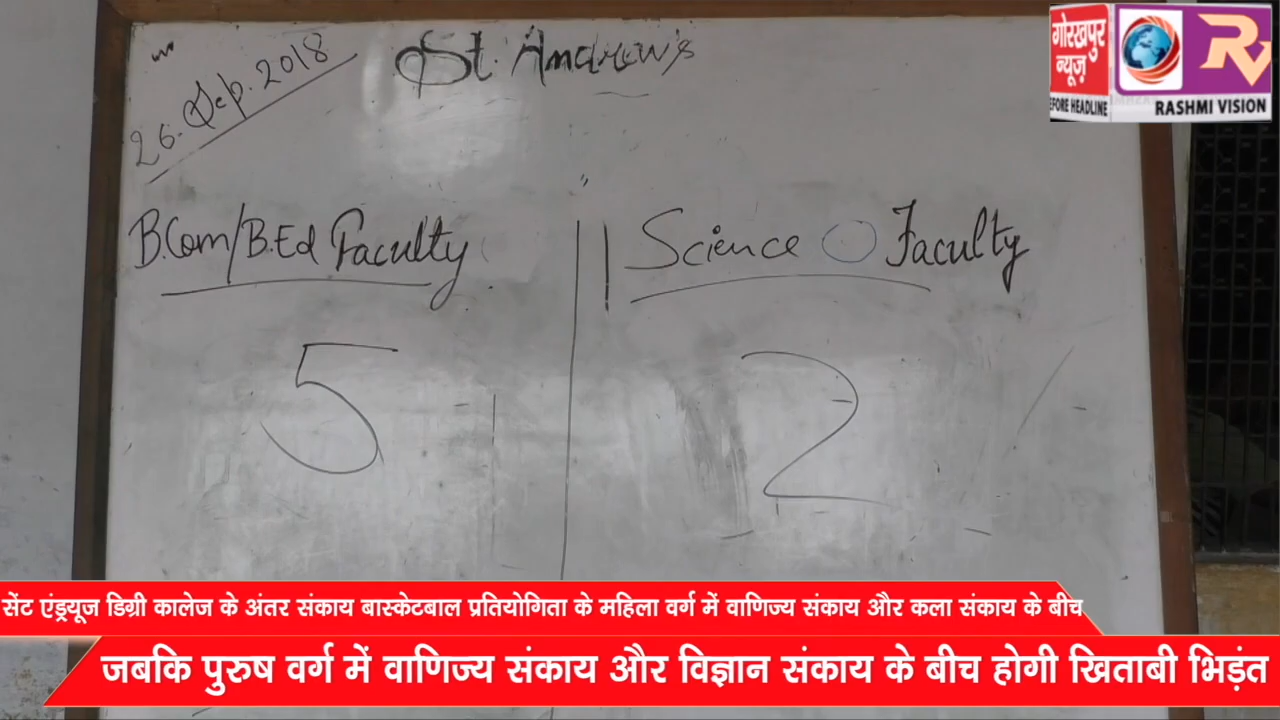 26. Sep. 2018
St. Andrew's
गोरखपुर
न्यूज़
EFORE HEADLINE
RV
RASHMI VISION
B.Com/B.Ed Faculty
Science Faculty
5
2
सेंट एंड्रयूज डिग्री कालेज के अंतर संकाय बास्केटबाल प्रतियोगिता के महिला वर्ग में वाणिज्य संकाय और कला संकाय के बीच
जबकि पुरुष वर्ग में वाणिज्य संकाय और विज्ञान संकाय के बीच होगी खिताबी भिड़ंत